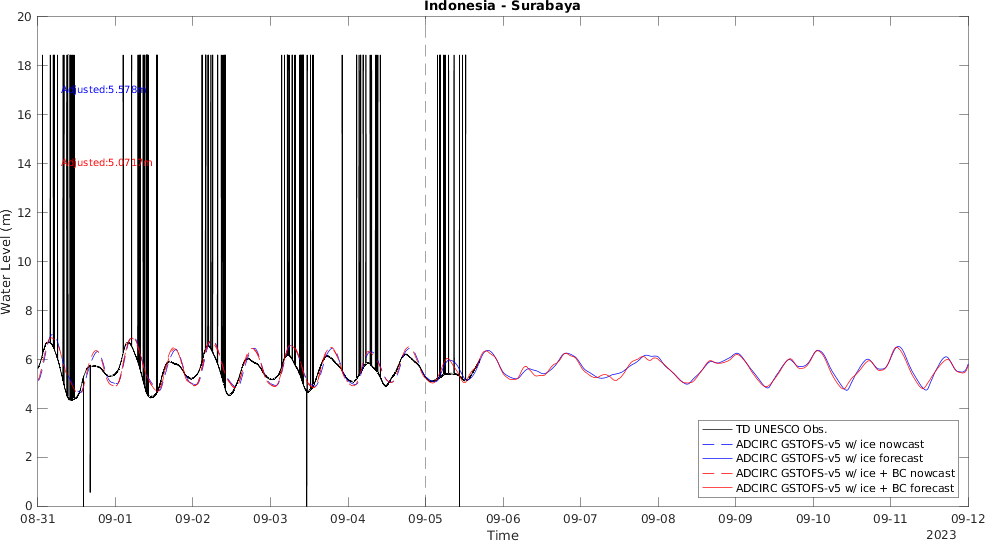 Indonesia - Surabaya
20
18
16
14
12
10
8
6
4
2
0
Water Level (m)
Adjusted:5.578m
08-31
09-01
09-02
09-03
09-04
09-05
09-06
09-07
09-08
09-09
09-10
09-11
09-12
Time
2023
TD UNESCO Obs.
ADCIRC GSTOFS-v5 w/ ice nowcast
ADCIRC GSTOFS-v5 w/ ice forecast
ADCIRC GSTOFS-v5 w/ ice + BC nowcast
ADCIRC GSTOFS-v5 w/ ice + BC forecast